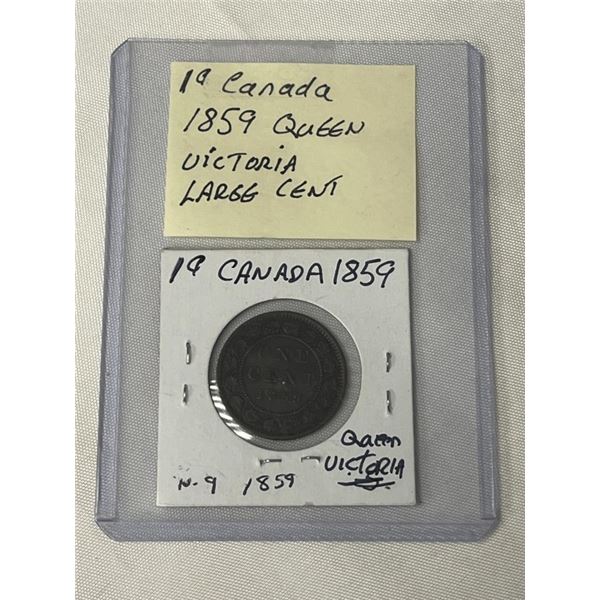 1¢ Canada
1859 QUEEN
VICTORIA
LARGE CENT
1¢ CANADA 1859
ONE
CENT
Queen
VICTORIA
N-9 1859